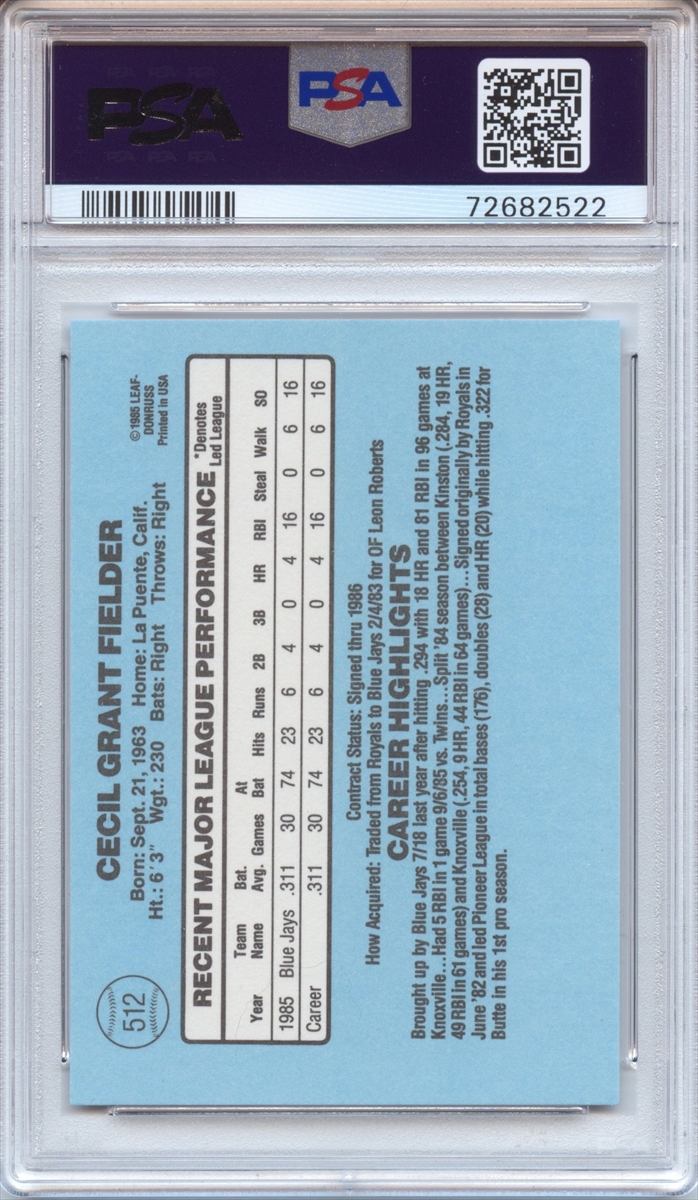 PSA
PSA
72682522
512
CECIL GRANT FIELDER
©1985 LEAF-
DONRUSS
Printed in USA
Born: Sept. 21, 1963 Home: La Puente, Calif.
Ht.: 6'3" Wgt.: 230 Bats: Right Throws: Right
RECENT MAJOR LEAGUE PERFORMANCE *Denotes Led League
Year Team Name Bat. Avg. Games At Bat Hits Runs 2B 3B HR RBI Steal Walk SO
1985 Blue Jays .311 30 74 23 6 4 0 4 16 0 6 16
Career .311 30 74 23 6 4 0 4 16 0 6 16
Contract Status: Signed thru 1986
How Acquired: Traded from Royals to Blue Jays 2/4/83 for OF Leon Roberts
CAREER HIGHLIGHTS
Brought up by Blue Jays 7/18 last year after hitting .294 with 18 HR and 81 RBI in 96 games at
Knoxville...Had 5 RBI in 1 game 9/6/85 vs. Twins...Split '84 season between Kinston (.284, 19 HR,
49 RBI in 61 games) and Knoxville (.254, 9 HR, 44 RBI in 64 games)...Signed originally by Royals in
June '82 and led Pioneer League in total bases (176), doubles (28) and HR (20) while hitting .322 for
Butte in his 1st pro season.